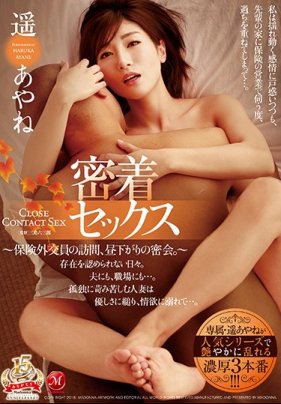 遥あやね
Performed by
HARUKA
AYANE
私は揺れ動く感情に戸惑いつつも、
先輩の家に保険の営業で伺う度、
過ちを重ねてしまって…。
密着
セックス
CLOSE
CONTACT SEX
〜保険外交員の訪問、昼下がりの密会。〜
存在を認められない日々。
夫にも、職場にも…。
孤独に苛め苦しむ人妻は
優しさに縋り、情欲に溺れて…。
専属・遥あやねが
人気シリーズで
艶やかに乱れる
濃厚3本番
!!!
15